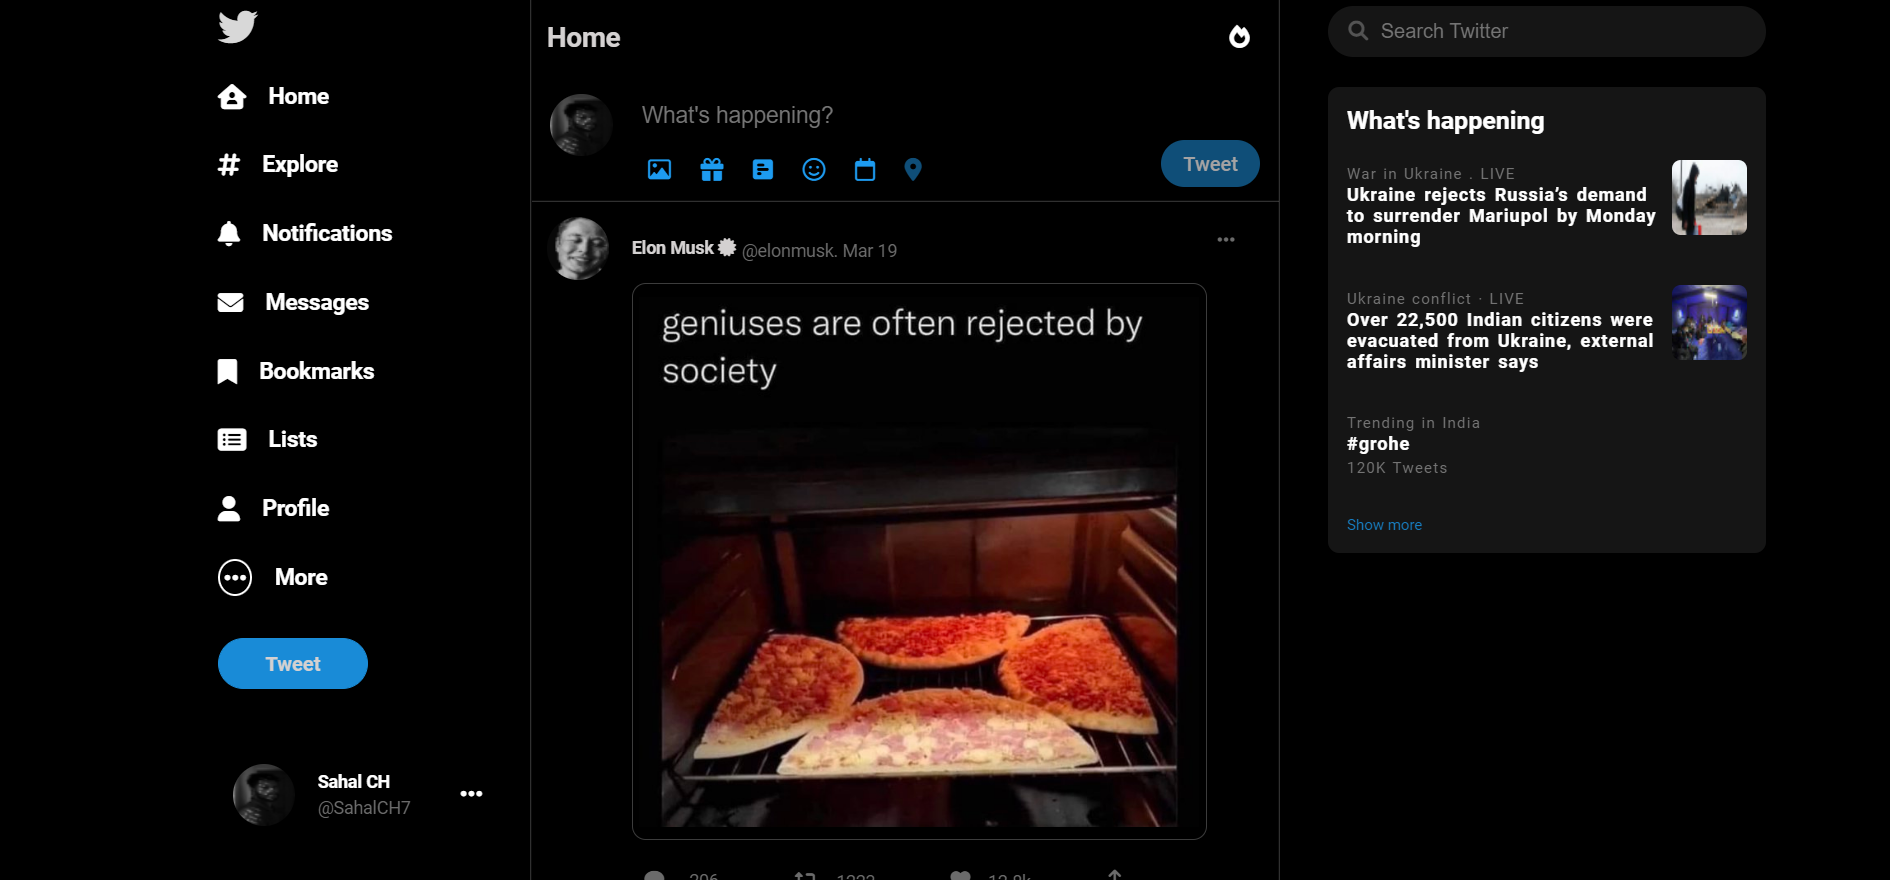 Home
Explore
Notifications
Messages
Bookmarks
Lists
Profile
More
Tweet
Sahal CH
@SahalCH7
Home
What's happening?
Tweet
Elon Musk @elonmusk. Mar 19
geniuses are often rejected by
society
Search Twitter
What's happening
War in Ukraine . LIVE
Ukraine rejects Russia’s demand
to surrender Mariupol by Monday
morning
Ukraine conflict · LIVE
Over 22,500 Indian citizens were
evacuated from Ukraine, external
affairs minister says
Trending in India
#grohe
120K Tweets
Show more